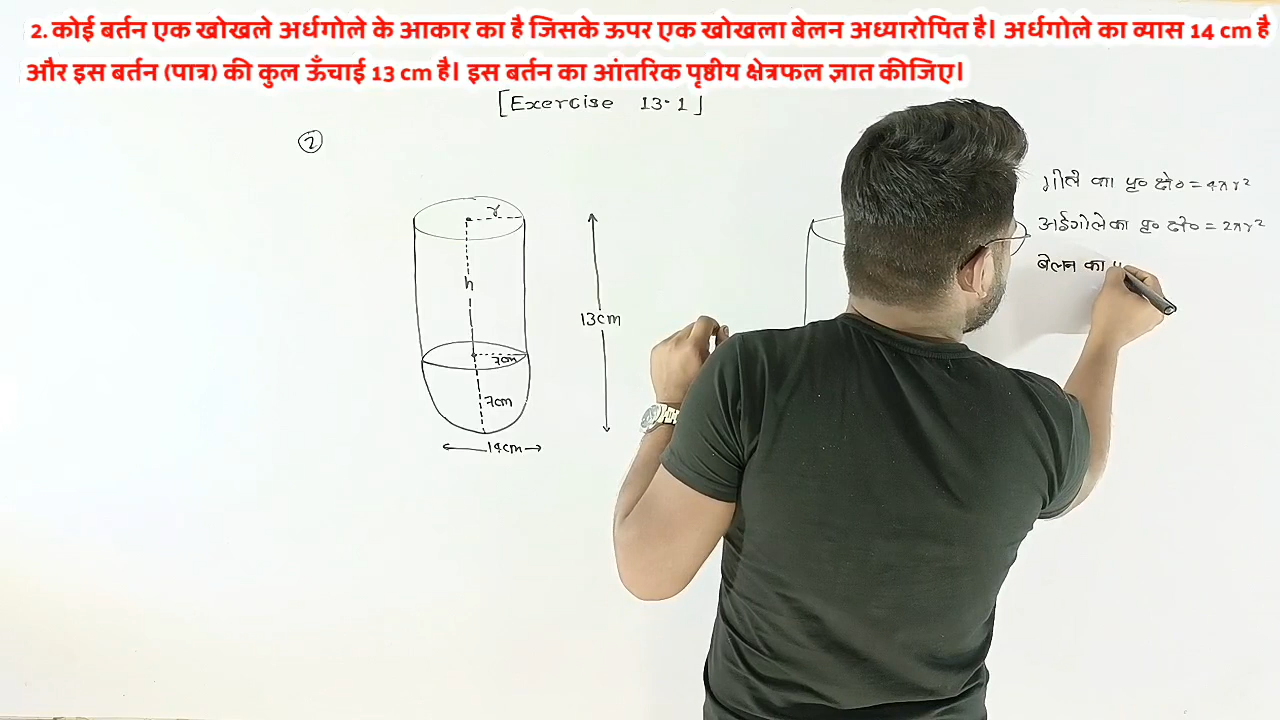 2. कोई बर्तन एक खोखले अर्धगोले के आकार का है जिसके ऊपर एक खोखला बेलन अध्यारोपित है। अर्धगोले का व्यास 14 cm है
और इस बर्तन (पात्र) की कुल ऊँचाई 13 cm है। इस बर्तन का आंतरिक पृष्ठीय क्षेत्रफल ज्ञात कीजिए।
[Exercise 13.1]
2
गोले का पृ० क्षे० = 4πr²
r
अर्द्धगोले का पृ० क्षे० = 2πr²
बेलन का
h
13cm
7cm
7cm
14cm